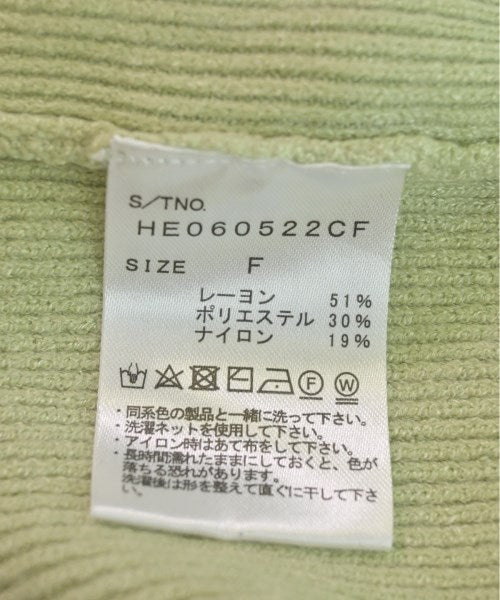 S/TNO.
HE060522CF
SIZE F
レーヨン 51%
ポリエステル 30%
ナイロン 19%
F W
・同系色の製品と一緒に洗って下さい。
・洗濯ネットを使用して下さい。
・アイロン時はあて布をして下さい。
・長時間濡れたままにしておくと、色が
落ちる恐れがあります。
洗濯後は形を整えて直ぐに干して下さ
い。